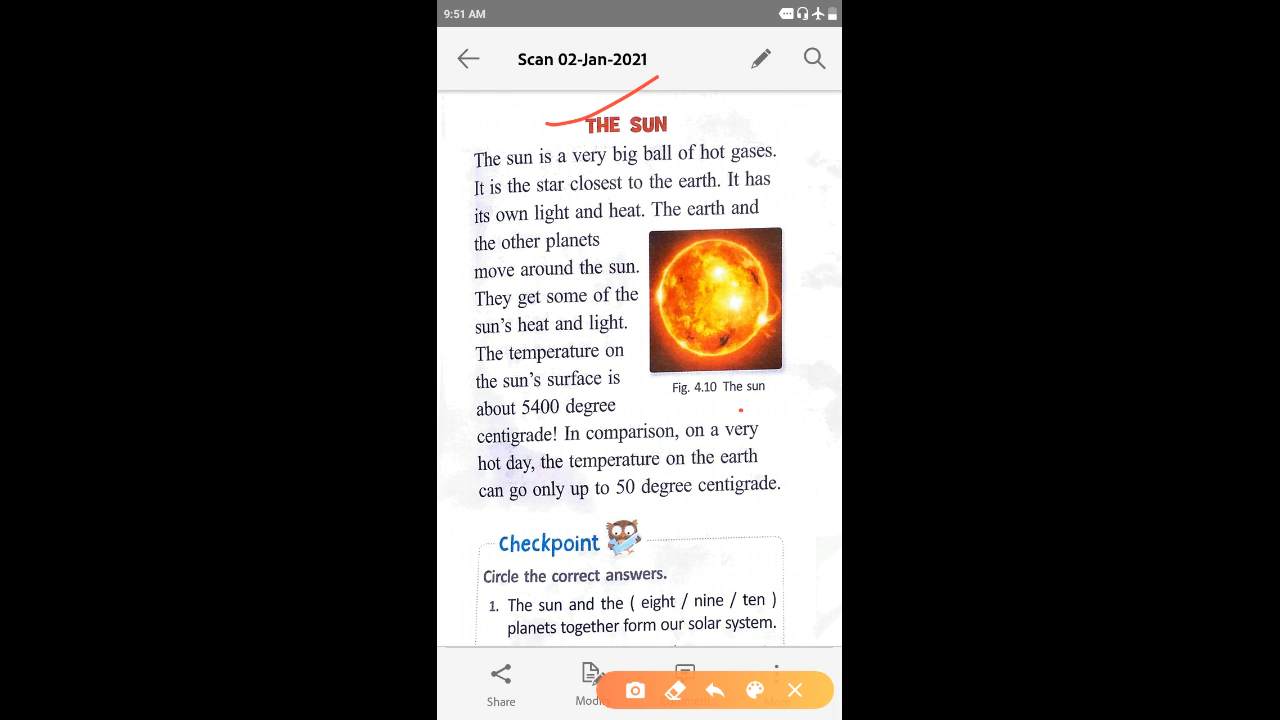 9:51 AM
Scan 02-Jan-2021
THE SUN
The sun is a very big ball of hot gases.
It is the star closest to the earth. It has
its own light and heat. The earth and
the other planets
move around the sun.
They get some of the
sun's heat and light.
The temperature on
the sun's surface is
about 5400 degree
Fig. 4.10 The sun
centigrade! In comparison, on a very
hot day, the temperature on the earth
can go only up to 50 degree centigrade.
Checkpoint
Circle the correct answers.
1. The sun and the ( eight / nine / ten )
planets together form our solar system.
Share